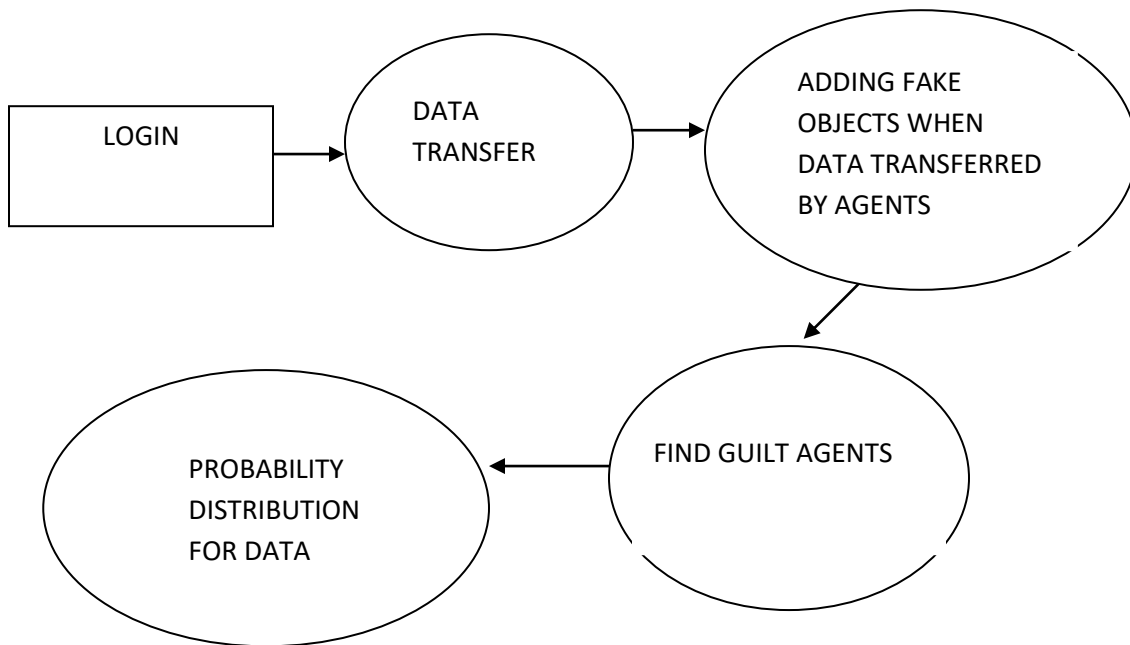 LOGIN
DATA
TRANSFER
ADDING FAKE
OBJECTS WHEN
DATA TRANSFERRED
BY AGENTS
FIND GUILT AGENTS
PROBABILITY
DISTRIBUTION
FOR DATA